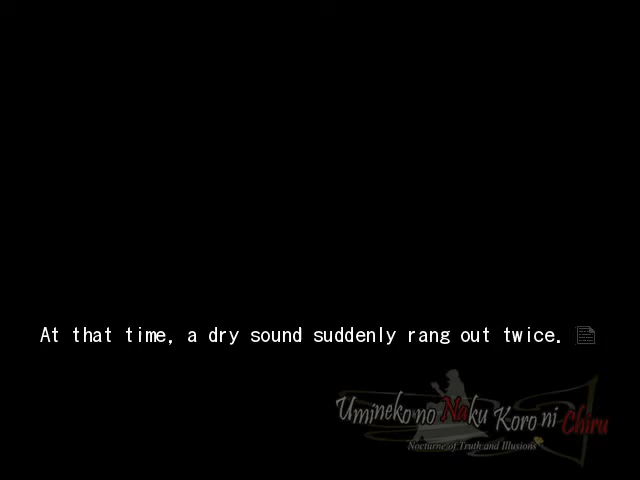 At that time, a dry sound suddenly rang out twice.
Umineko no Naku Koro ni Chiru
Nocturne of Truth and Illusions